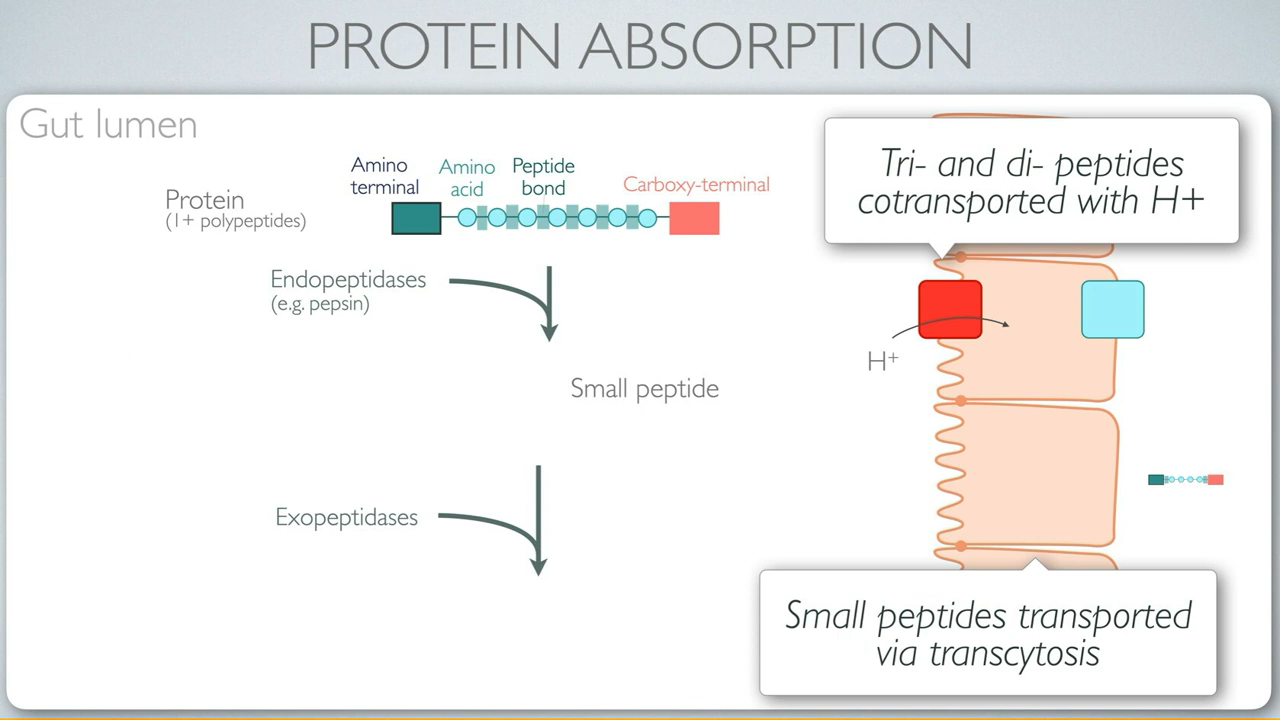 PROTEIN ABSORPTION
Gut lumen
Protein
(1+ polypeptides)
Amino
terminal
Amino
acid
Peptide
bond
Carboxy-terminal
Endopeptidases
(e.g. pepsin)
Small peptide
Exopeptidases
Tri- and di- peptides
cotransported with H+
H⁺
Small peptides transported
via transcytosis